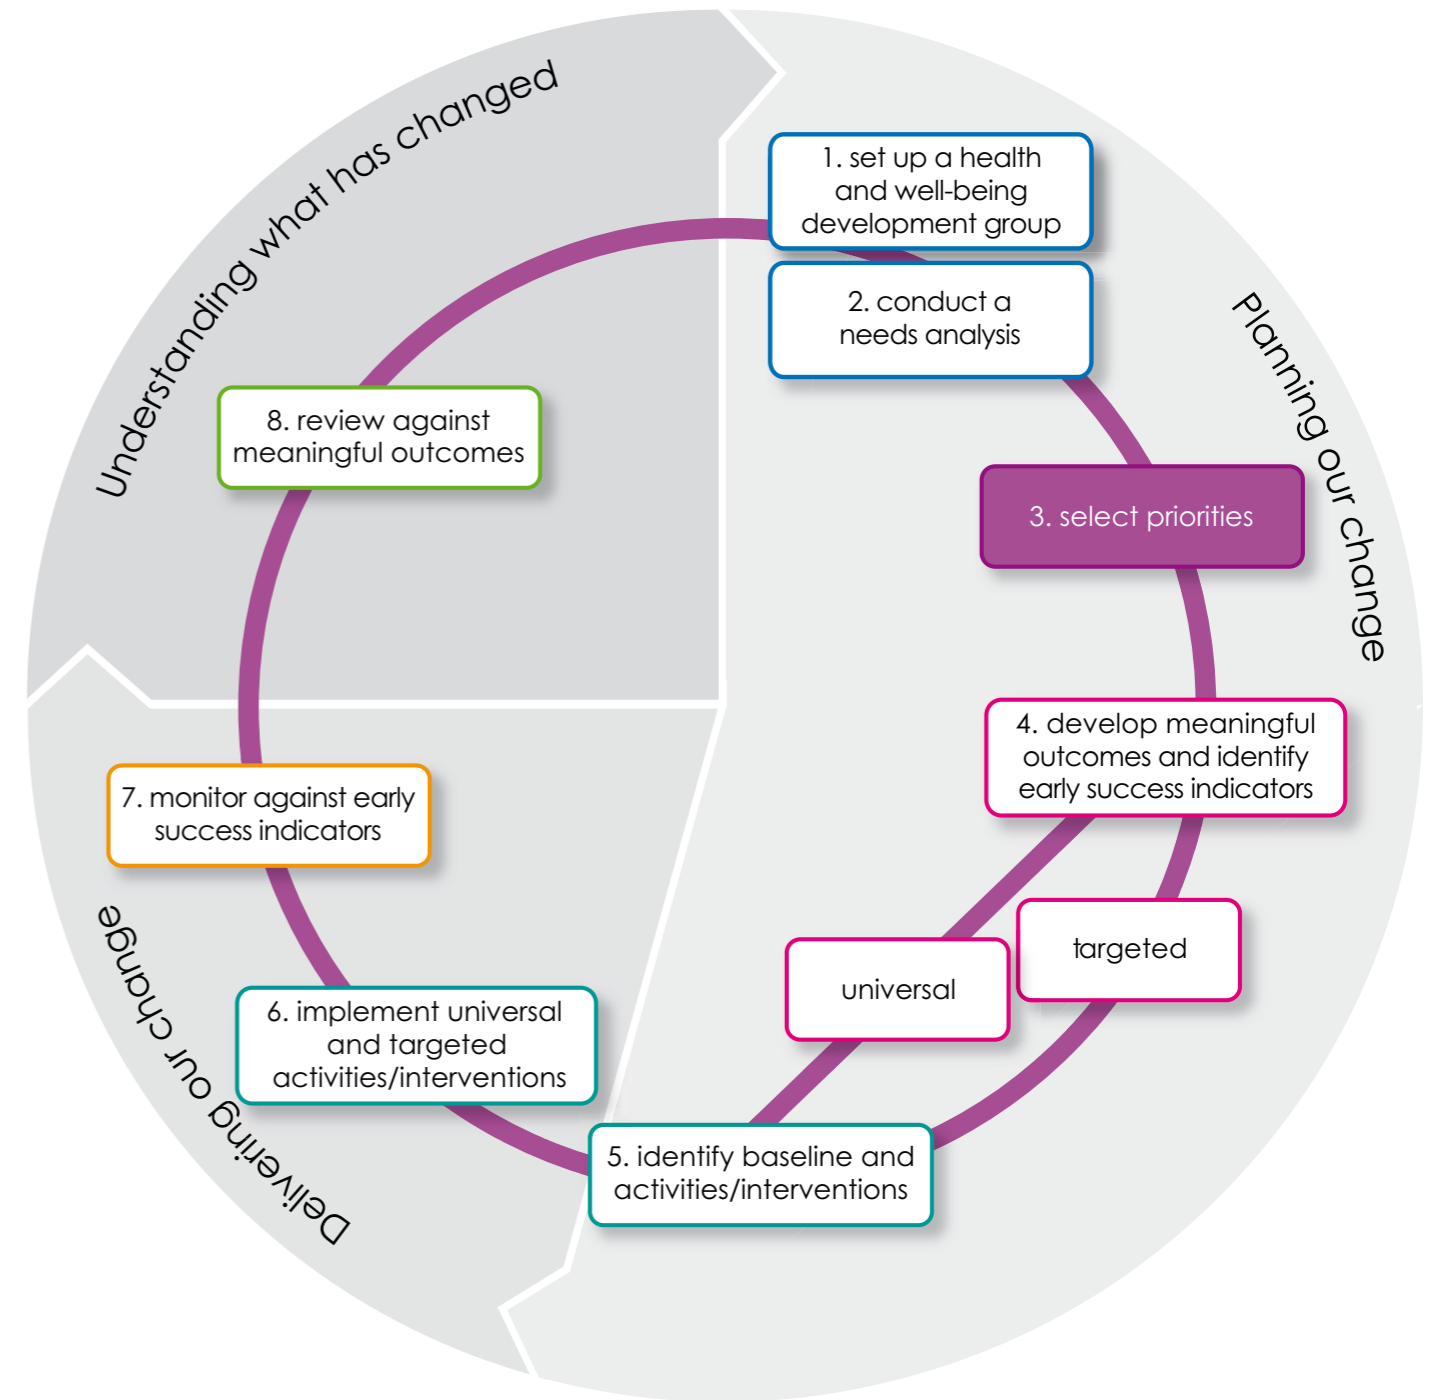 Understanding what has changed
1. set up a health
and well-being
development group
2. conduct a
needs analysis
Planning our change
3. select priorities
4. develop meaningful
outcomes and identify
early success indicators
targeted
universal
5. identify baseline and
activities/interventions
6. implement universal
and targeted
activities/interventions
Delivering our change
7. monitor against early
success indicators
8. review against
meaningful outcomes